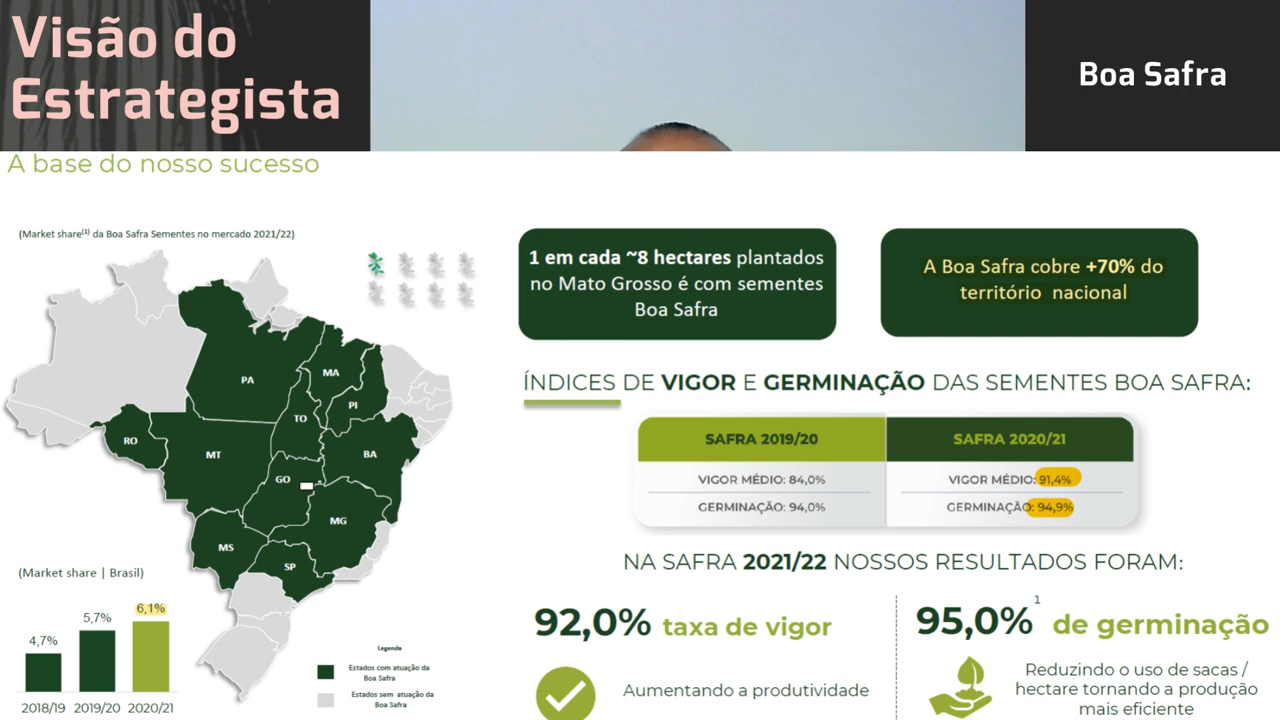 Visão do
Estrategista
Boa Safra
A base do nosso sucesso
(Market share(1) da Boa Safra Sementes no mercado 2021/22)
PA
MA
PI
TO
RO
MT
BA
GO
MG
MS
SP
(Market share | Brasil)
4,7%
5,7%
6,1%
2018/19 2019/20 2020/21
Legenda
Estados com atuação da
Boa Safra
Estados sem atuação da
Boa Safra
1 em cada ~8 hectares plantados
no Mato Grosso é com sementes
Boa Safra
A Boa Safra cobre +70% do
território nacional
ÍNDICES DE VIGOR E GERMINAÇÃO DAS SEMENTES BOA SAFRA:
SAFRA 2019/20
SAFRA 2020/21
VIGOR MÉDIO: 84,0%
VIGOR MÉDIO: 91,4%
GERMINAÇÃO: 94,0%
GERMINAÇÃO: 94,9%
NA SAFRA 2021/22 NOSSOS RESULTADOS FORAM:
92,0% taxa de vigor
95,0%1 de germinação
Aumentando a produtividade
Reduzindo o uso de sacas /
hectare tornando a produção
mais eficiente